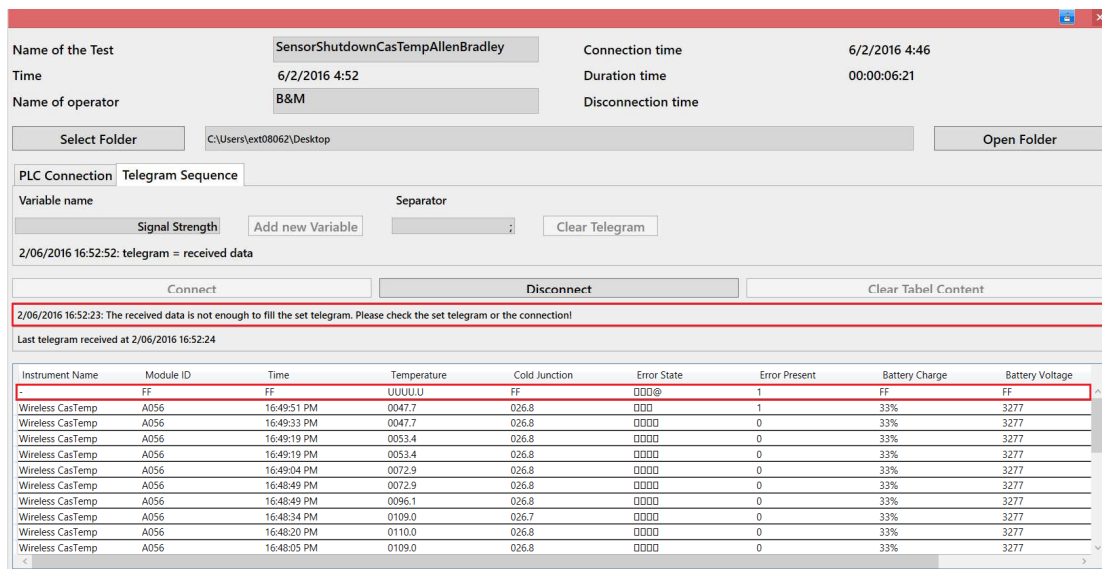 Name of the Test SensorShutdownCasTempAllenBradley Connection time 6/2/2016 4:46
Time 6/2/2016 4:52 Duration time 00:00:06:21
Name of operator B&M Disconnection time
Select Folder C:\Users\ext08062\Desktop Open Folder
PLC Connection Telegram Sequence
Variable name Separator
Signal Strength Add new Variable ; Clear Telegram
2/06/2016 16:52:52: telegram = received data
Connect Disconnect Clear Tabel Content
2/06/2016 16:52:23: The received data is not enough to fill the set telegram. Please check the set telegram or the connection!
Last telegram received at 2/06/2016 16:52:24
Instrument Name Module ID Time Temperature Cold Junction Error State Error Present Battery Charge Battery Voltage
- FF FF UUUU.U FF □□□@ 1 FF FF
Wireless CasTemp A056 16:49:51 PM 0047.7 026.8 □□□ 1 33% 3277
Wireless CasTemp A056 16:49:33 PM 0047.7 026.8 □□□□ 0 33% 3277
Wireless CasTemp A056 16:49:19 PM 0053.4 026.8 □□□□ 0 33% 3277
Wireless CasTemp A056 16:49:19 PM 0053.4 026.8 □□□□ 0 33% 3277
Wireless CasTemp A056 16:49:04 PM 0072.9 026.8 □□□□ 0 33% 3277
Wireless CasTemp A056 16:48:49 PM 0072.9 026.8 □□□□ 0 33% 3277
Wireless CasTemp A056 16:48:49 PM 0096.1 026.8 □□□□ 0 33% 3277
Wireless CasTemp A056 16:48:34 PM 0109.0 026.7 □□□□ 0 33% 3277
Wireless CasTemp A056 16:48:20 PM 0110.0 026.8 □□□□ 0 33% 3277
Wireless CasTemp A056 16:48:05 PM 0109.0 026.8 □□□□ 0 33% 3277